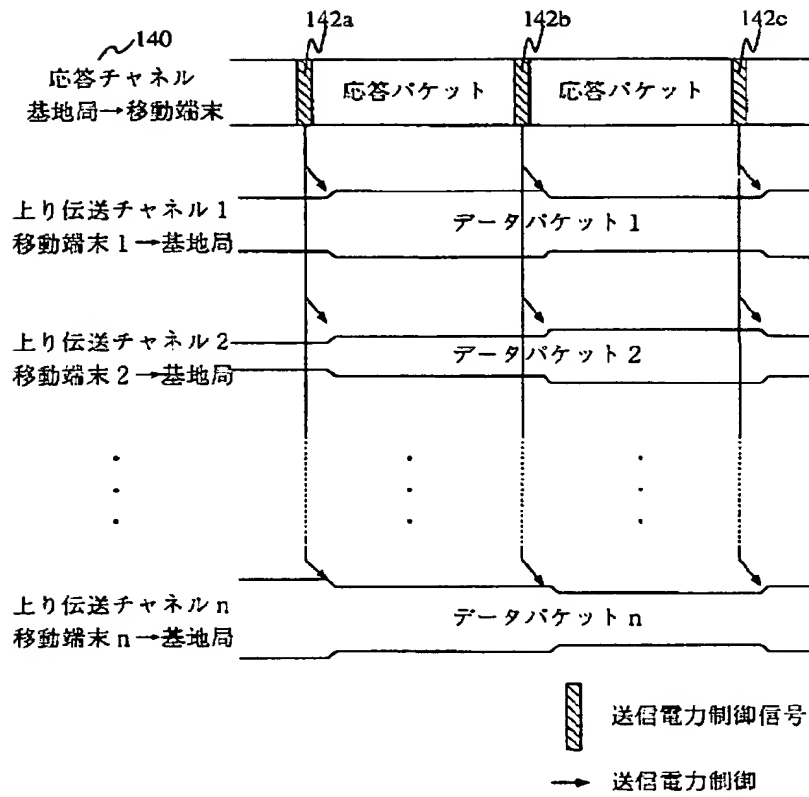 142a
142b
142c
140
応答チャネル
基地局→移動端末
応答パケット
応答パケット
上り伝送チャネル1
移動端末1→基地局
データパケット1
上り伝送チャネル2
移動端末2→基地局
データパケット2
上り伝送チャネルn
移動端末n→基地局
データパケットn
送信電力制御信号
送信電力制御